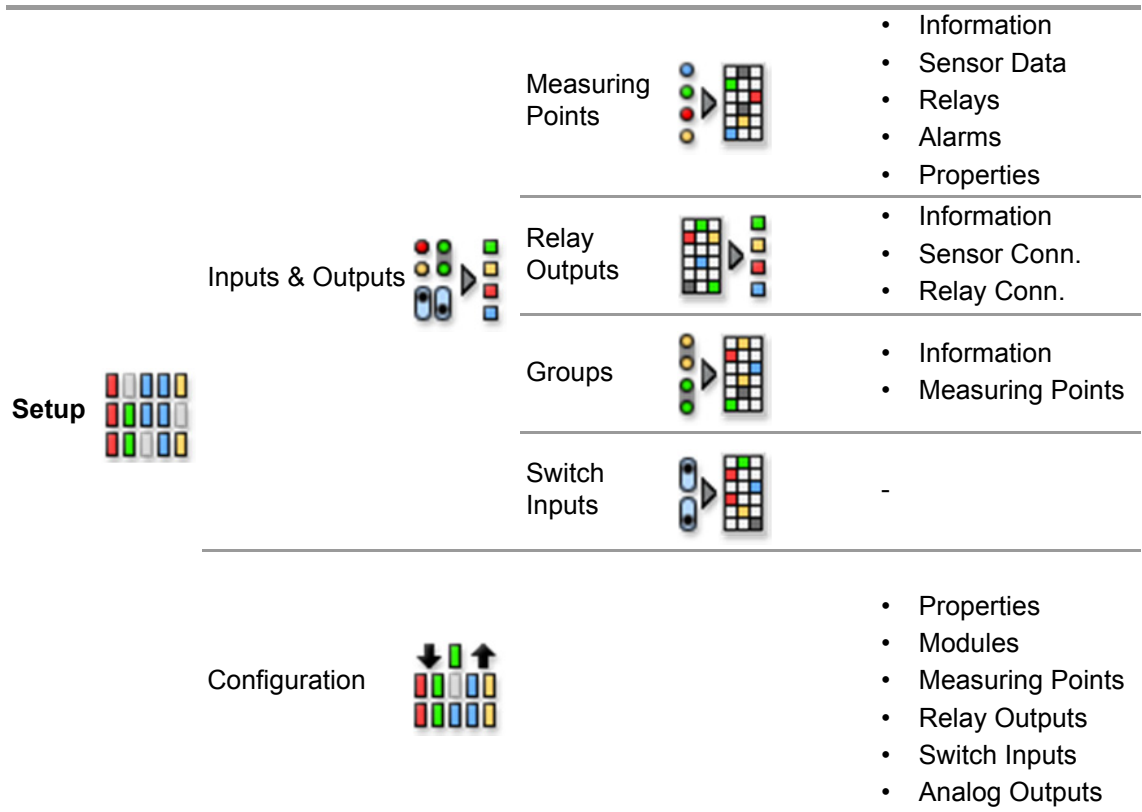 Setup
Inputs & Outputs
Measuring
Points
• Information
• Sensor Data
• Relays
• Alarms
• Properties
Relay
Outputs
• Information
• Sensor Conn.
• Relay Conn.
Groups
• Information
• Measuring Points
Switch
Inputs
-
Configuration
• Properties
• Modules
• Measuring Points
• Relay Outputs
• Switch Inputs
• Analog Outputs